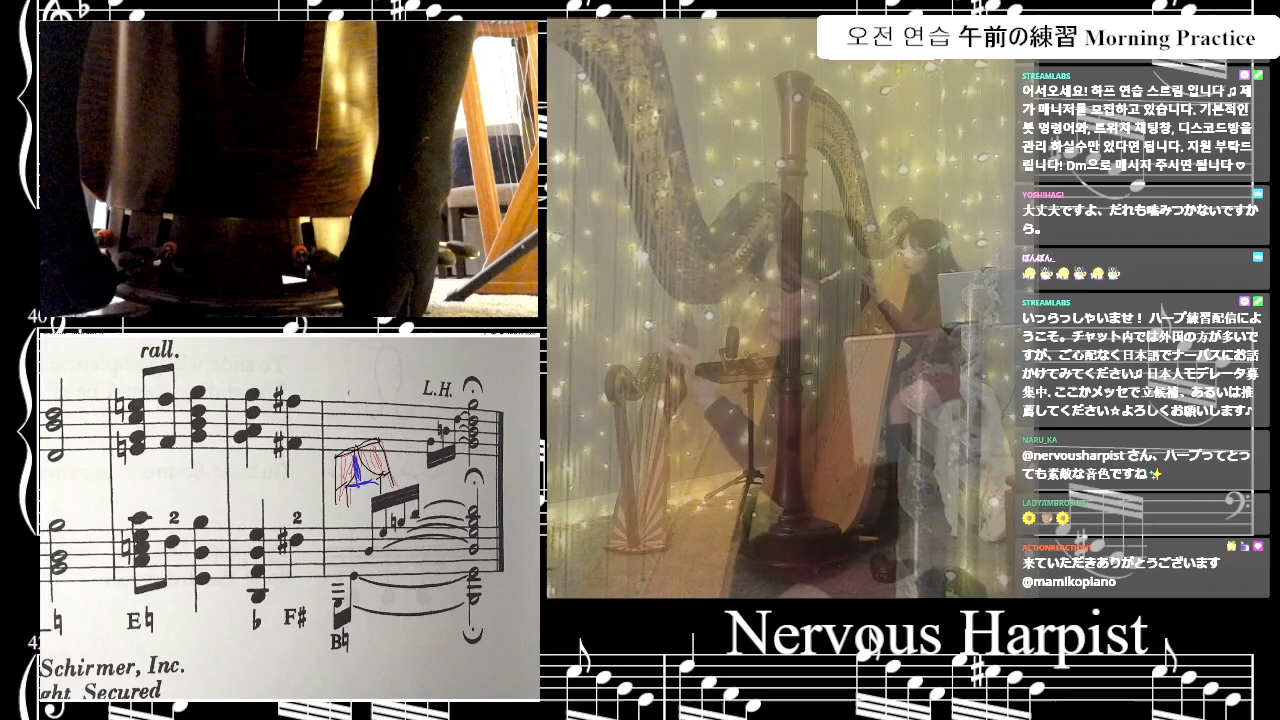 오전 연습 午前の練習 Morning Practice
STREAMLABS
어서오세요! 하프 연습 스트림 입니다 ♫ 제
가 매니저를 모집하고 있습니다. 기본적인
봇 명령어와, 트위치 채팅창, 디스코드방을
관리 하실수만 있다면 됩니다. 지원 부탁드
립니다! Dm으로 메시지 주시면 됩니다 ♡
YOSHIHAGI
大丈夫ですよ、だれも噛みつかないですか
ら。
ぽんぽん_
STREAMLABS
いっらっしゃいませ! ハープ練習配信によ
うこそ。チャット内では外国の方が多いで
すが、ご心配なく日本語でナーバスにお話
かけてみてください♫ 日本人モデレータ募
集中. ここかメッセで立候補、あるいは推
薦してください☆よろしくお願いします♪
NARU_KA
@nervousharpist さん、ハープってとっ
ても素敵な音色ですね✨
ACTIONREACTION
来ていただきありがとうございます
@mamikopiano
rall.
L.H.
2
2
E♮
♭
F♯
B♮
Schirmer, Inc.
ght Secured
Nervous Harpist